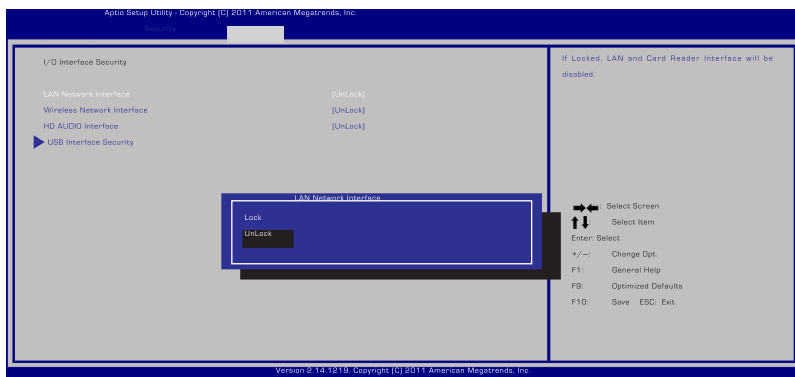 Aptio Setup Utility - Copyright (C) 2011 American Megatrends, Inc.
Security
I/O Interface Security
LAN Network Interface [UnLock]
Wireless Network Interface [UnLock]
HD AUDIO Interface [UnLock]
USB Interface Security
LAN Network Interface
Lock
UnLock
If Locked, LAN and Card Reader Interface will be
disabled.
: Select Screen
: Select Item
Enter: Select
+/—: Change Opt.
F1: General Help
F9: Optimized Defaults
F10: Save ESC: Exit
Version 2.14.1219. Copyright (C) 2011 American Megatrends, Inc.